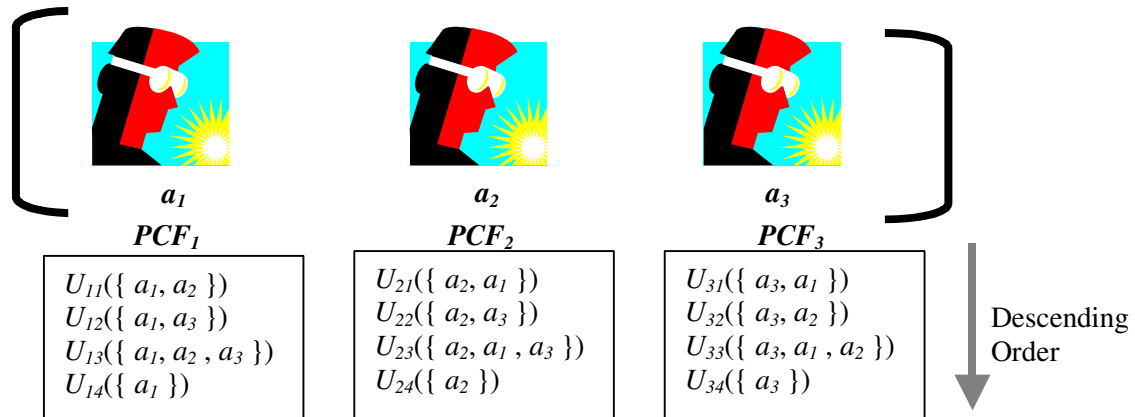 a1 a2 a3
PCF1 PCF2 PCF3
U11({ a1, a2 })
U12({ a1, a3 })
U13({ a1, a2 , a3 })
U14({ a1 })
U21({ a2, a1 })
U22({ a2, a3 })
U23({ a2, a1 , a3 })
U24({ a2 })
U31({ a3, a1 })
U32({ a3, a2 })
U33({ a3, a1 , a2 })
U34({ a3 })
Descending
Order